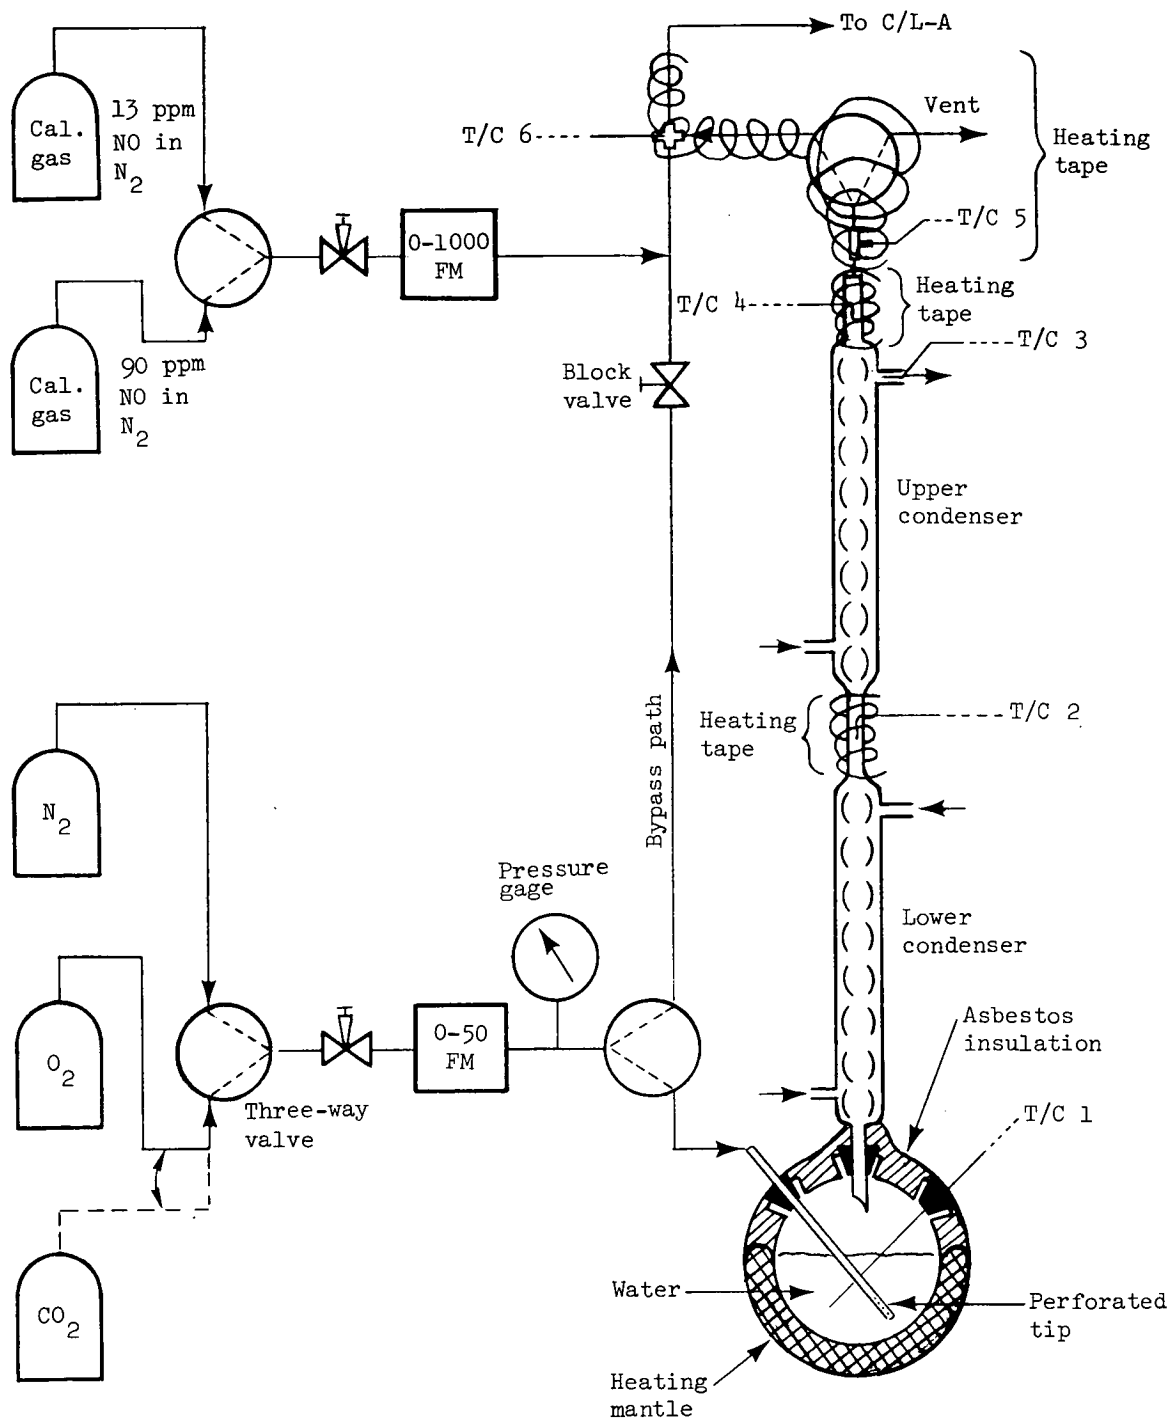 To C/L-A
Cal.
gas
13 ppm
NO in
N2
T/C 6
Vent
Heating
tape
T/C 5
0-1000
FM
T/C 4
Heating
tape
T/C 3
Cal.
gas
90 ppm
NO in
N2
Block
valve
Upper
condenser
Heating
tape
T/C 2
Bypass path
N2
Pressure
gage
Lower
condenser
O2
0-50
FM
Three-way
valve
Asbestos
insulation
T/C 1
CO2
Water
Perforated
tip
Heating
mantle